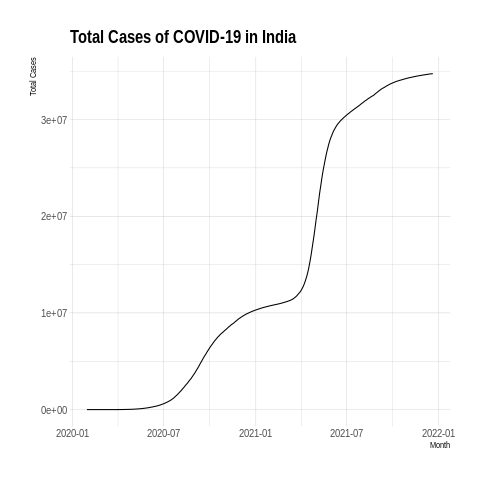 Total Cases of COVID-19 in India
Total Cases
3e+07
2e+07
1e+07
0e+00
2020-01 2020-07 2021-01 2021-07 2022-01
Month